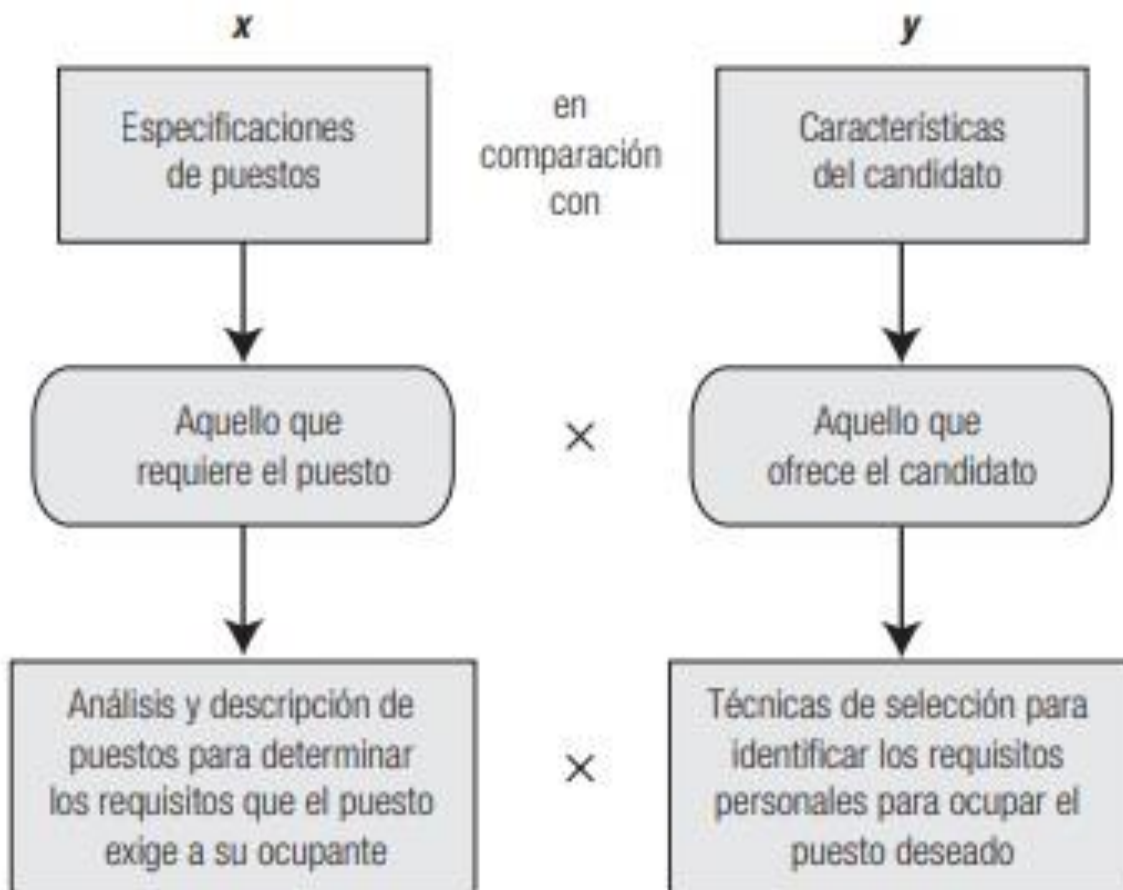 x
y
Especificaciones
de puestos
en
comparación
con
Características
del candidato
Aquello que
requiere el puesto
×
Aquello que
ofrece el candidato
Análisis y descripción de
puestos para determinar
los requisitos que el puesto
exige a su ocupante
×
Técnicas de selección para
identificar los requisitos
personales para ocupar el
puesto deseado